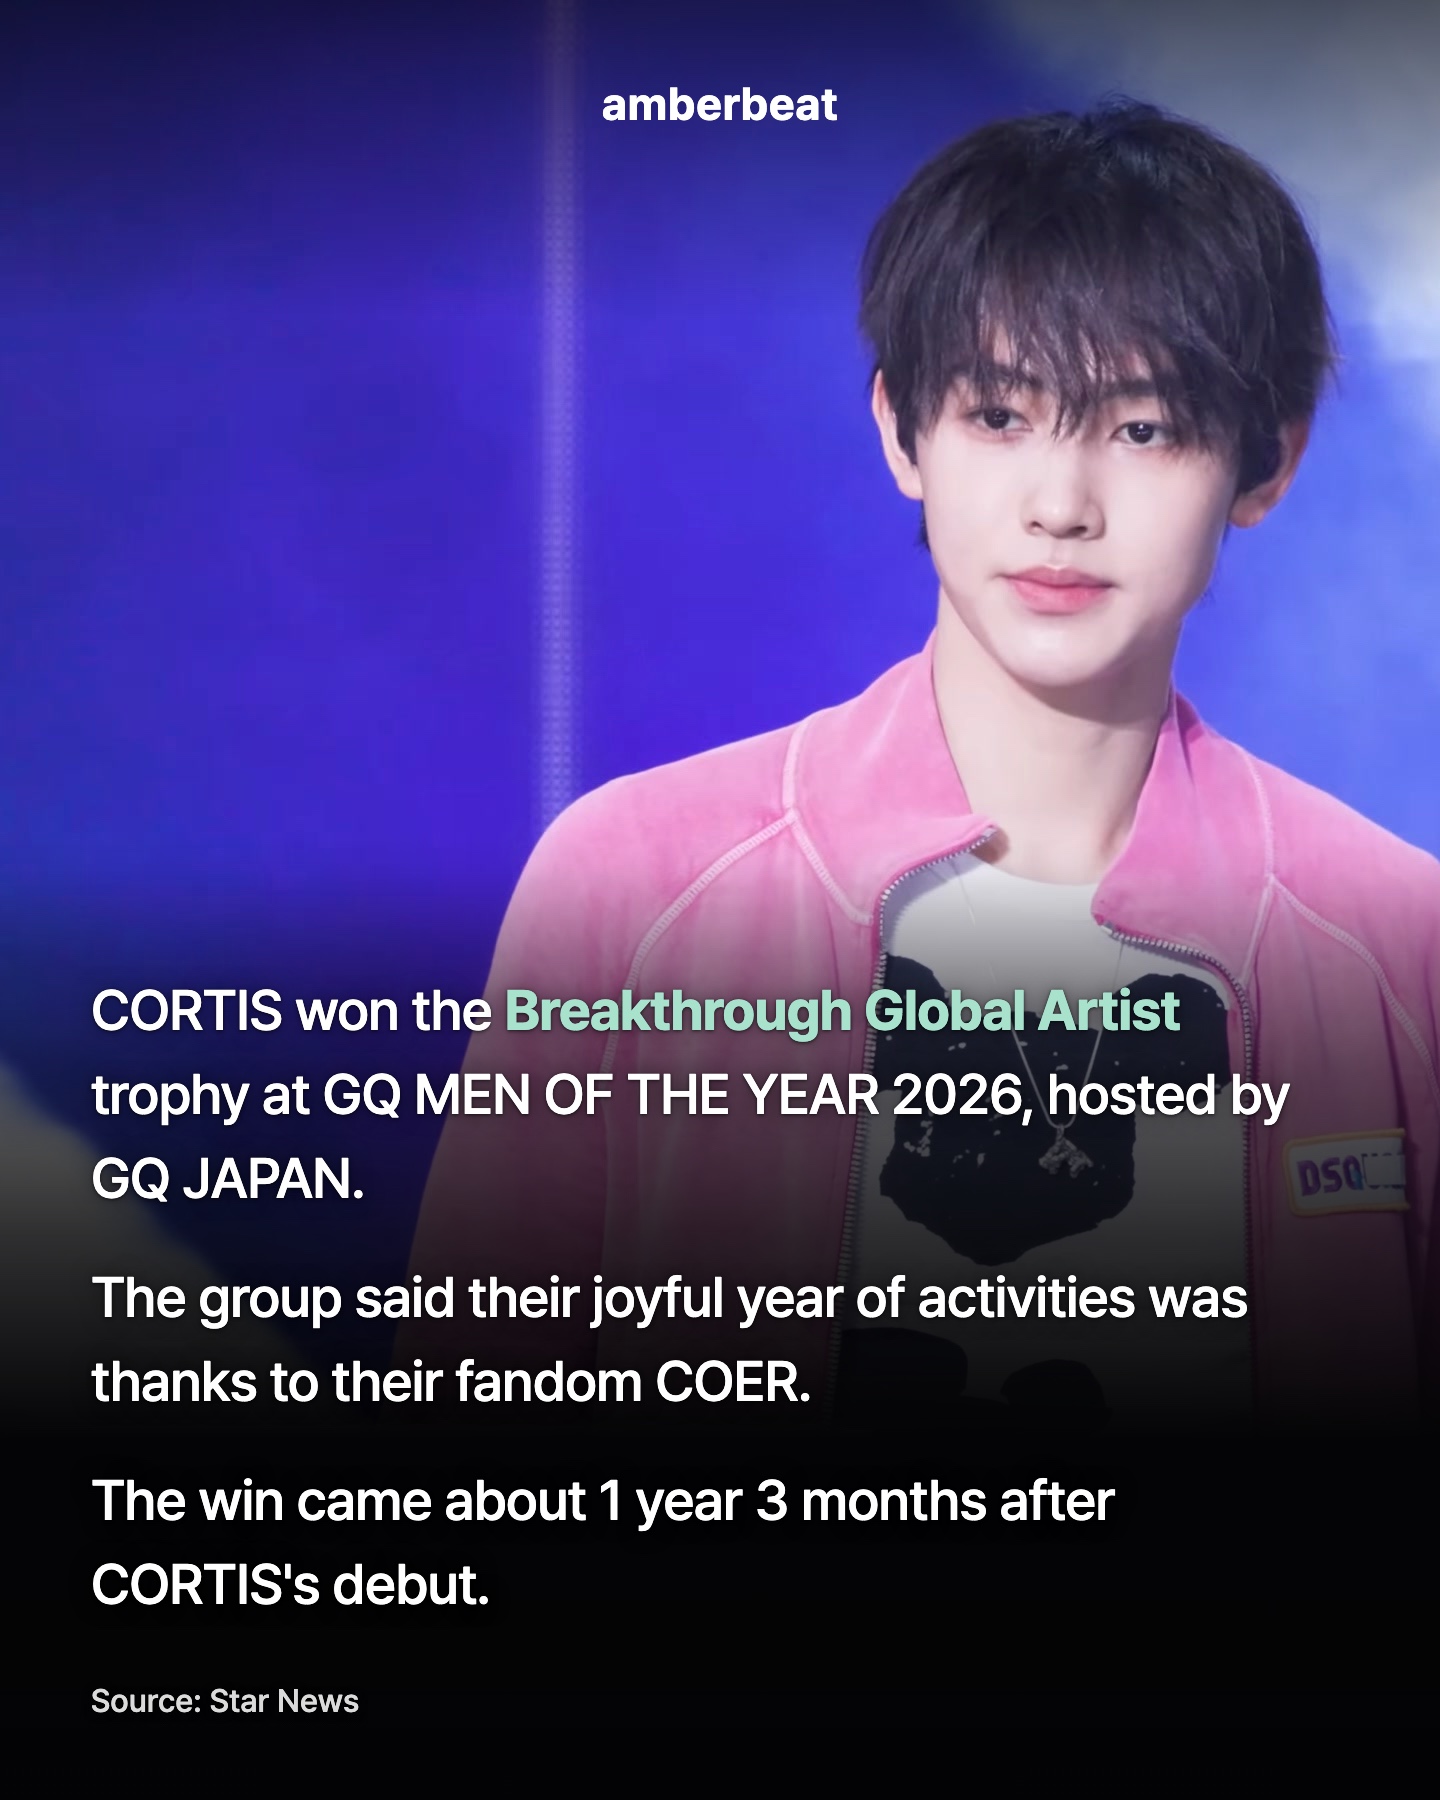 amberbeat
CORTIS won the Breakthrough Global Artist
trophy at GQ MEN OF THE YEAR 2026, hosted by
GQ JAPAN.
The group said their joyful year of activities was
thanks to their fandom COER.
The win came about 1 year 3 months after
CORTIS's debut.
Source: Star News